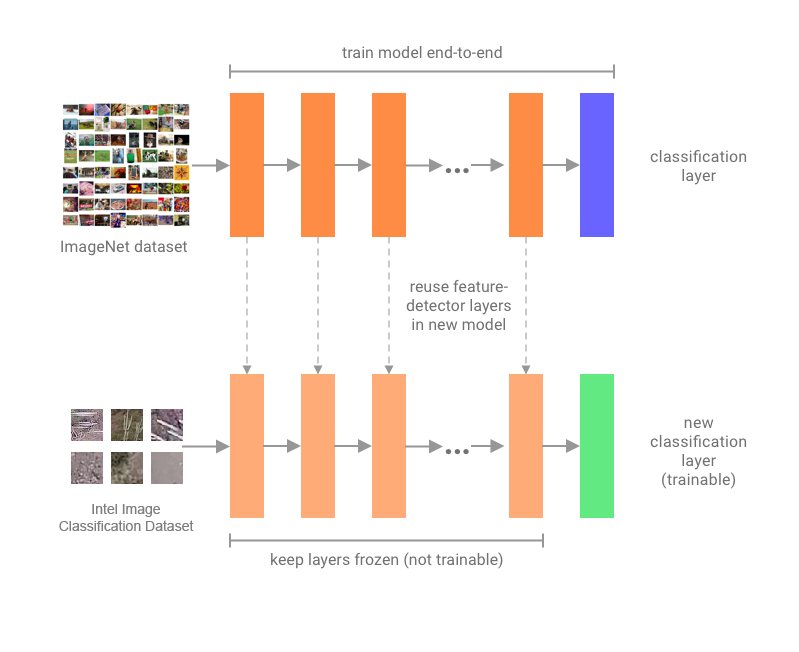 train model end-to-end
classification
layer
ImageNet dataset
reuse feature-
detector layers
in new model
new
classification
layer
(trainable)
Intel Image
Classification Dataset
keep layers frozen (not trainable)